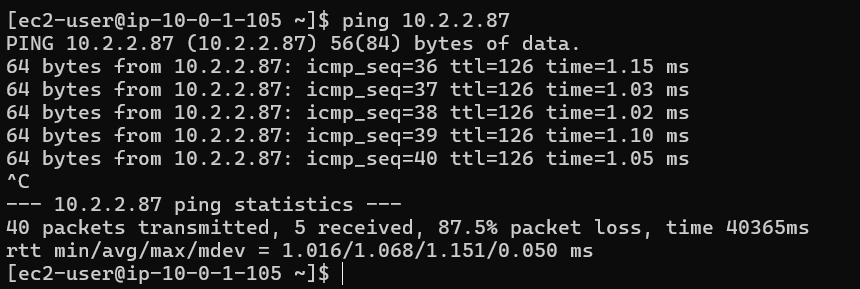 [ec2-user@ip-10-0-1-105 ~]$ ping 10.2.2.87
PING 10.2.2.87 (10.2.2.87) 56(84) bytes of data.
64 bytes from 10.2.2.87: icmp_seq=36 ttl=126 time=1.15 ms
64 bytes from 10.2.2.87: icmp_seq=37 ttl=126 time=1.03 ms
64 bytes from 10.2.2.87: icmp_seq=38 ttl=126 time=1.02 ms
64 bytes from 10.2.2.87: icmp_seq=39 ttl=126 time=1.10 ms
64 bytes from 10.2.2.87: icmp_seq=40 ttl=126 time=1.05 ms
^C
--- 10.2.2.87 ping statistics ---
40 packets transmitted, 5 received, 87.5% packet loss, time 40365ms
rtt min/avg/max/mdev = 1.016/1.068/1.151/0.050 ms
[ec2-user@ip-10-0-1-105 ~]$